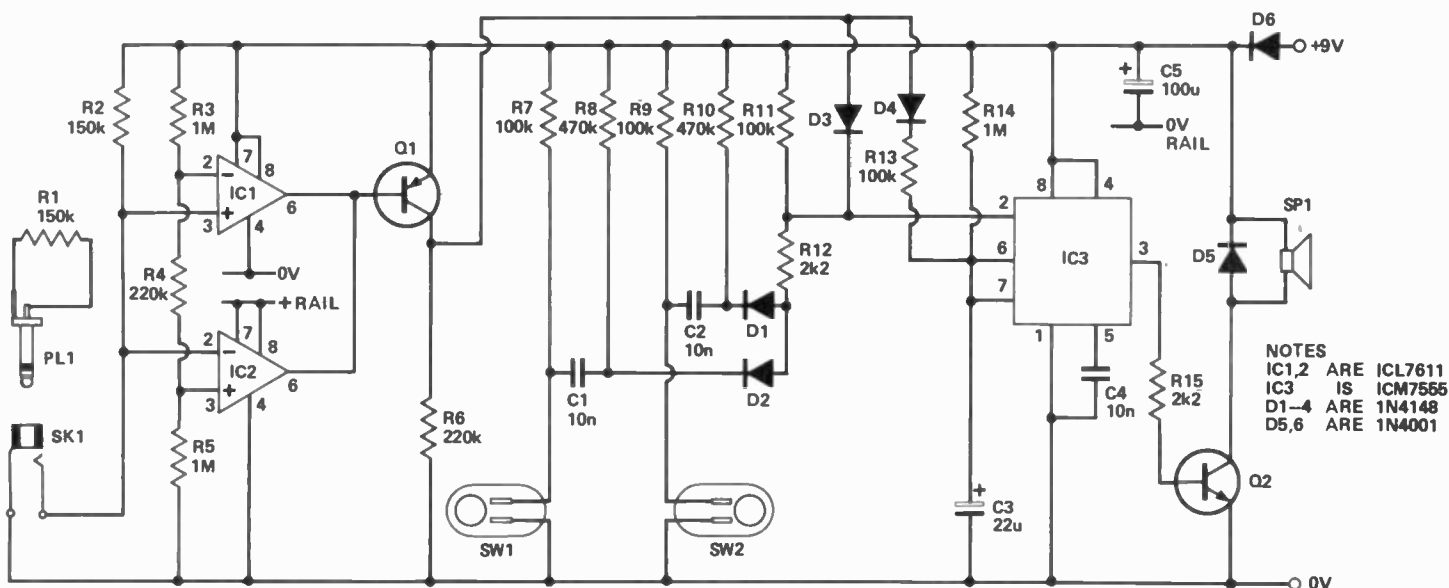 D6
+9V
C5
100u
0V
RAIL
R2
150k
R3
1M
R7
100k
R8
470k
R9
100k
R10
470k
R11
100k
D3
D4
R14
1M
R13
100k
Q1
2
7
8
IC1
6
3
4
0V
R1
150k
R4
220k
+ RAIL
2
7
8
IC2
6
3
4
PL1
SK1
R5
1M
R6
220k
R12
2k2
C2
10n
D1
C1
10n
D2
SW1
SW2
8
4
2
6
IC3
3
7
1
5
C4
10n
C3
22u
R15
2k2
Q2
D5
SP1
NOTES
IC1,2 ARE ICL7611
IC3 IS ICM7555
D1–4 ARE 1N4148
D5,6 ARE 1N4001
0V